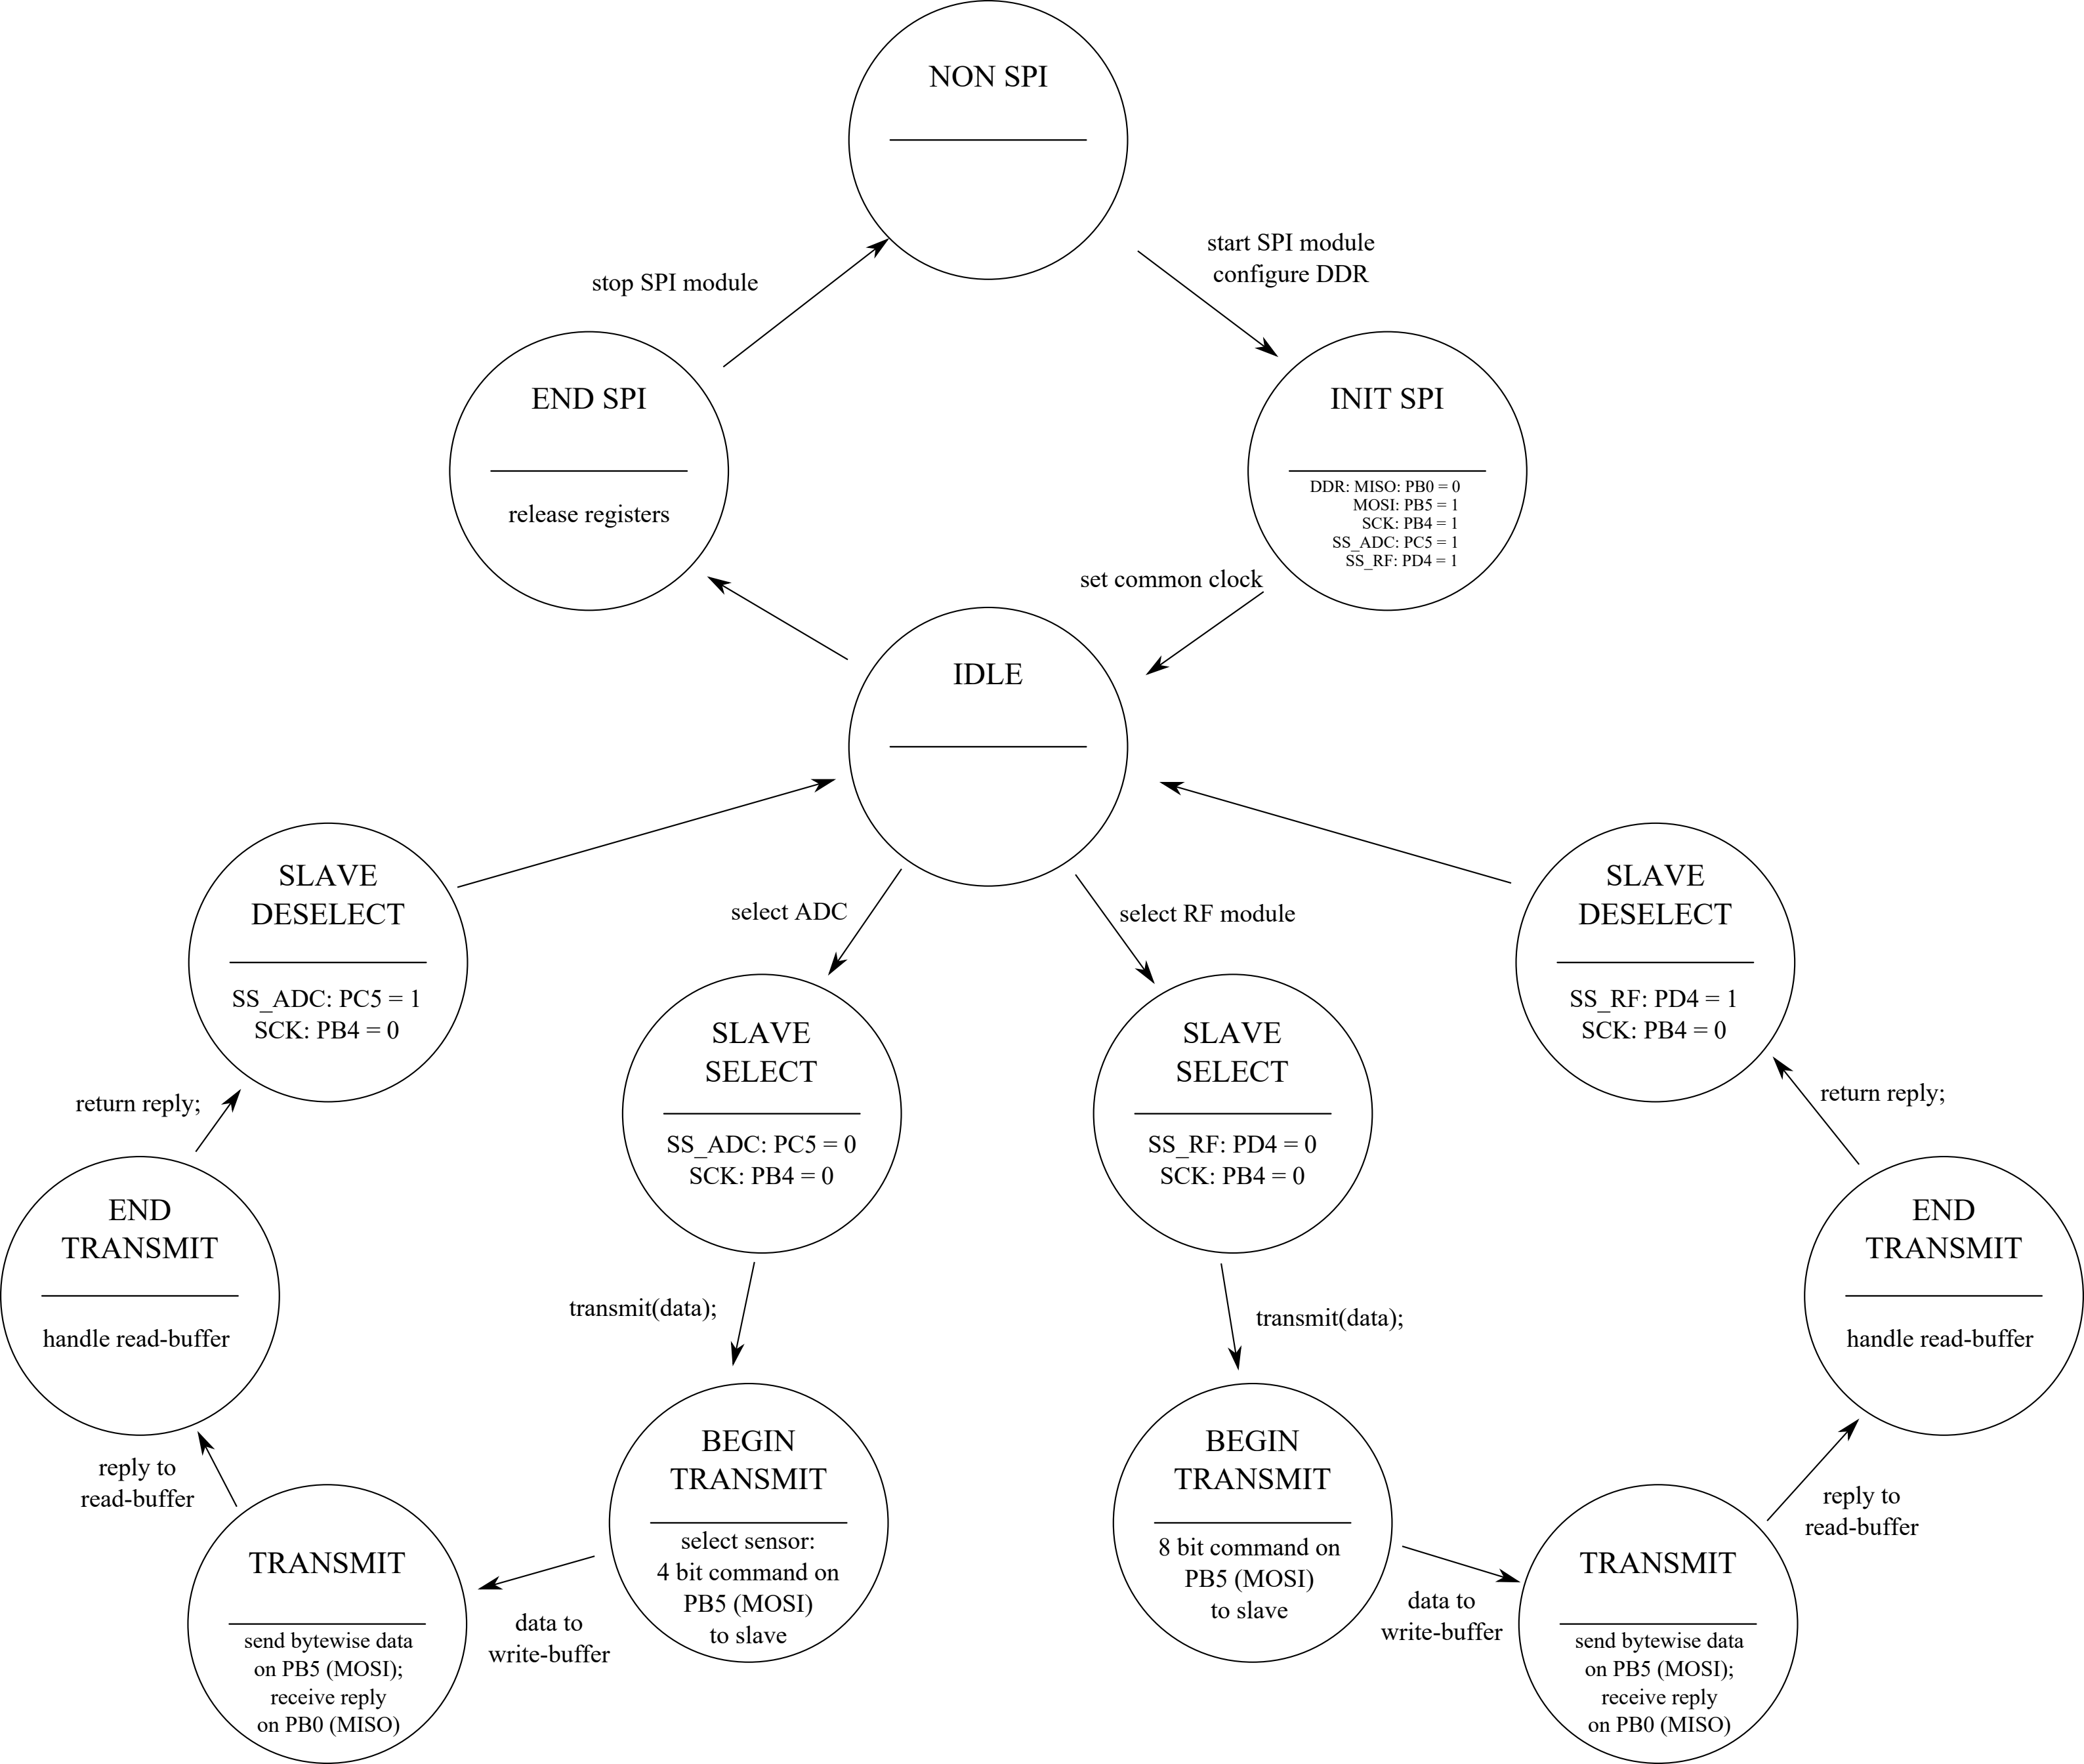 NON SPI
start SPI module
configure DDR
stop SPI module
END SPI
release registers
INIT SPI
DDR: MISO: PB0 = 0
MOSI: PB5 = 1
SCK: PB4 = 1
SS_ADC: PC5 = 1
SS_RF: PD4 = 1
set common clock
IDLE
SLAVE
DESELECT
SS_ADC: PC5 = 1
SCK: PB4 = 0
select ADC
select RF module
SLAVE
DESELECT
SS_RF: PD4 = 1
SCK: PB4 = 0
SLAVE
SELECT
SS_ADC: PC5 = 0
SCK: PB4 = 0
SLAVE
SELECT
SS_RF: PD4 = 0
SCK: PB4 = 0
return reply;
return reply;
END
TRANSMIT
handle read-buffer
transmit(data);
transmit(data);
END
TRANSMIT
handle read-buffer
reply to
read-buffer
BEGIN
TRANSMIT
select sensor:
4 bit command on
PB5 (MOSI)
to slave
BEGIN
TRANSMIT
8 bit command on
PB5 (MOSI)
to slave
reply to
read-buffer
TRANSMIT
send bytewise data
on PB5 (MOSI);
receive reply
on PB0 (MISO)
data to
write-buffer
data to
write-buffer
TRANSMIT
send bytewise data
on PB5 (MOSI);
receive reply
on PB0 (MISO)